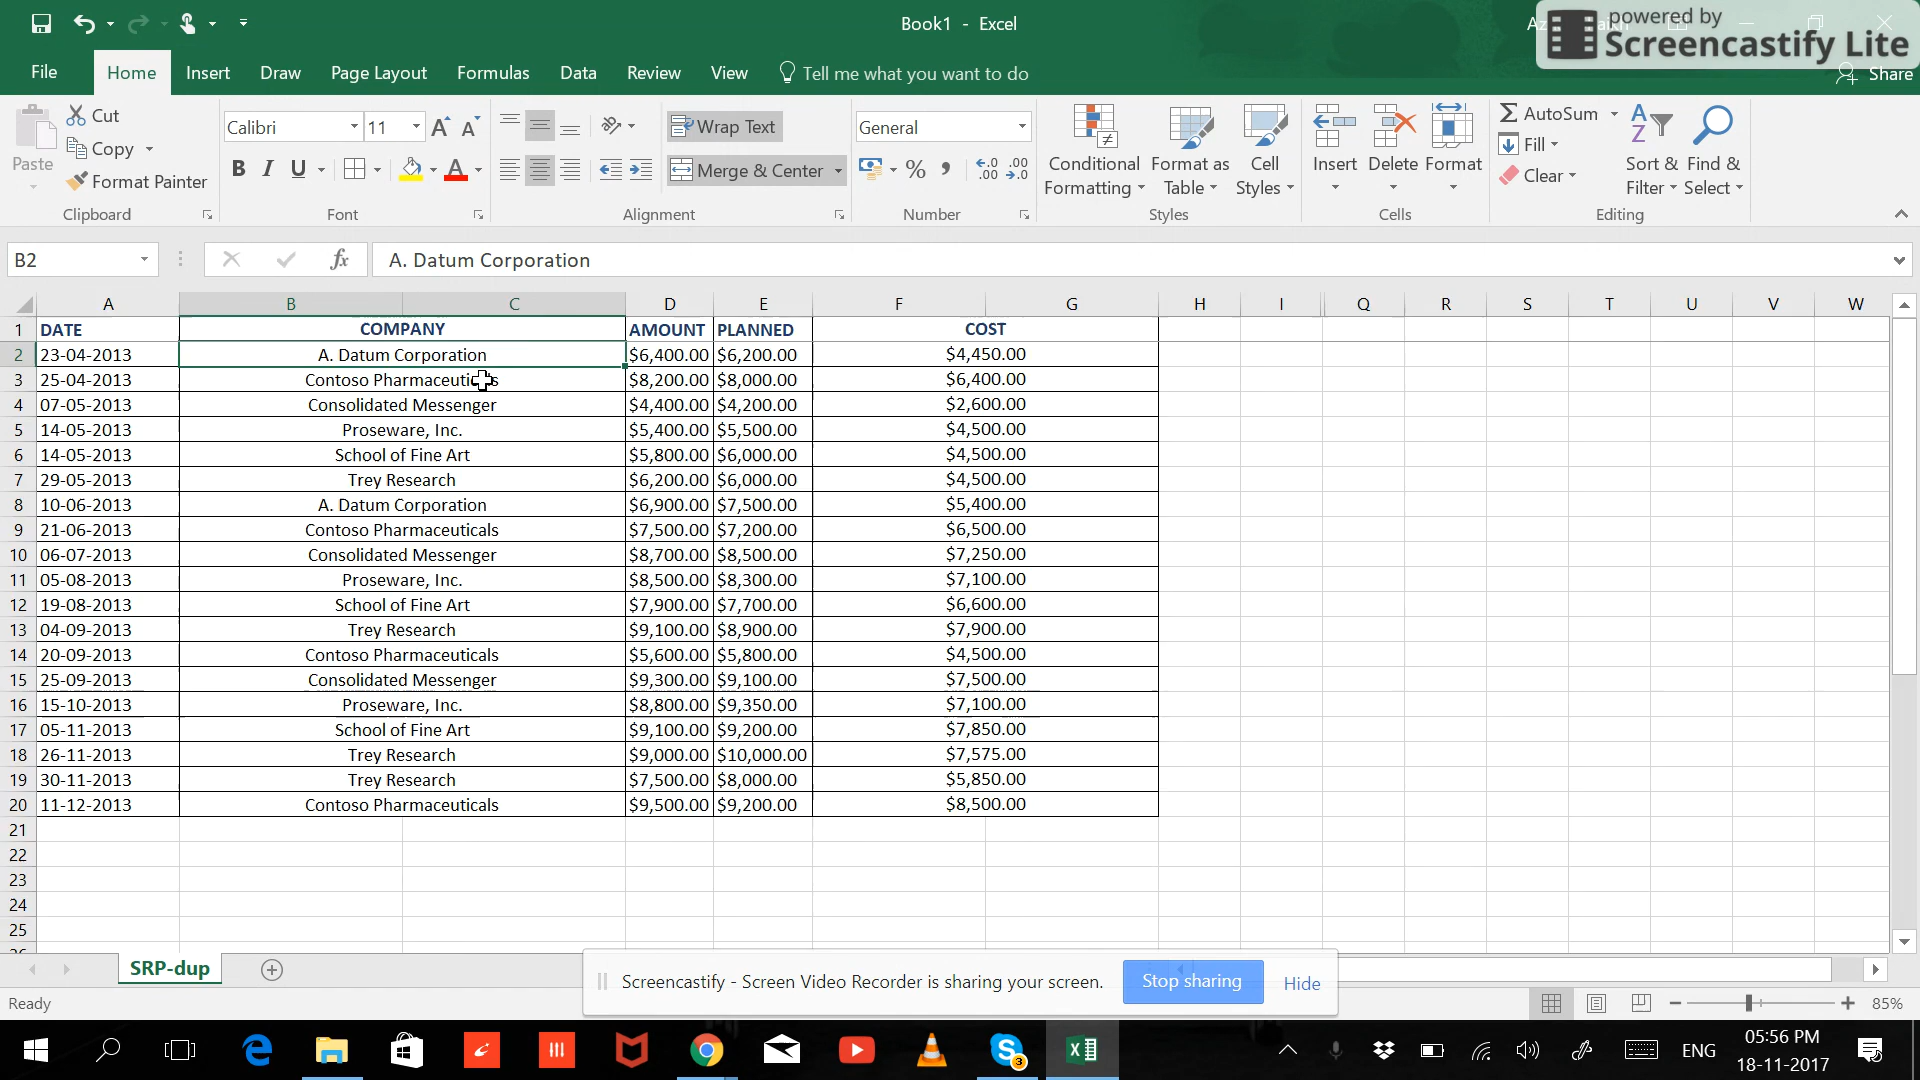 Book1 - Excel
powered by
Screencastify Lite
File Home Insert Draw Page Layout Formulas Data Review View Tell me what you want to do Share
Paste Cut
Copy
Format Painter
Calibri 11
B I U
Wrap Text
Merge & Center
General
% ,
Conditional Formatting
Format as Table
Cell Styles
Insert Delete Format
AutoSum
Fill
Clear
Sort & Filter
Find & Select
Clipboard Font Alignment Number Styles Cells Editing
B2 fx A. Datum Corporation
A B C D E F G H I Q R S T U V W
1 DATE COMPANY AMOUNT PLANNED COST
2 23-04-2013 A. Datum Corporation $6,400.00 $6,200.00 $4,450.00
3 25-04-2013 Contoso Pharmaceuticals $8,200.00 $8,000.00 $6,400.00
4 07-05-2013 Consolidated Messenger $4,400.00 $4,200.00 $2,600.00
5 14-05-2013 Proseware, Inc. $5,400.00 $5,500.00 $4,500.00
6 14-05-2013 School of Fine Art $5,800.00 $6,000.00 $4,500.00
7 29-05-2013 Trey Research $6,200.00 $6,000.00 $4,500.00
8 10-06-2013 A. Datum Corporation $6,900.00 $7,500.00 $5,400.00
9 21-06-2013 Contoso Pharmaceuticals $7,500.00 $7,200.00 $6,500.00
10 06-07-2013 Consolidated Messenger $8,700.00 $8,500.00 $7,250.00
11 05-08-2013 Proseware, Inc. $8,500.00 $8,300.00 $7,100.00
12 19-08-2013 School of Fine Art $7,900.00 $7,700.00 $6,600.00
13 04-09-2013 Trey Research $9,100.00 $8,900.00 $7,900.00
14 20-09-2013 Contoso Pharmaceuticals $5,600.00 $5,800.00 $4,500.00
15 25-09-2013 Consolidated Messenger $9,300.00 $9,100.00 $7,500.00
16 15-10-2013 Proseware, Inc. $8,800.00 $9,350.00 $7,100.00
17 05-11-2013 School of Fine Art $9,100.00 $9,200.00 $7,850.00
18 26-11-2013 Trey Research $9,000.00 $10,000.00 $7,575.00
19 30-11-2013 Trey Research $7,500.00 $8,000.00 $5,850.00
20 11-12-2013 Contoso Pharmaceuticals $9,500.00 $9,200.00 $8,500.00
21
22
23
24
25
SRP-dup
Screencastify - Screen Video Recorder is sharing your screen. Stop sharing Hide
Ready 85%
3 ENG 05:56 PM
18-11-2017